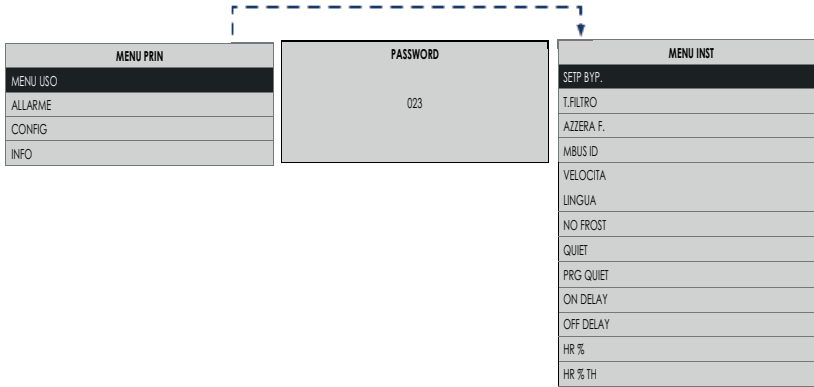 MENU PRIN
MENU USO
ALLARME
CONFIG
INFO
PASSWORD
023
MENU INST
SETP BYP.
T.FILTRO
AZZERA F.
MBUS ID
VELOCITA
LINGUA
NO FROST
QUIET
PRG QUIET
ON DELAY
OFF DELAY
HR %
HR % TH